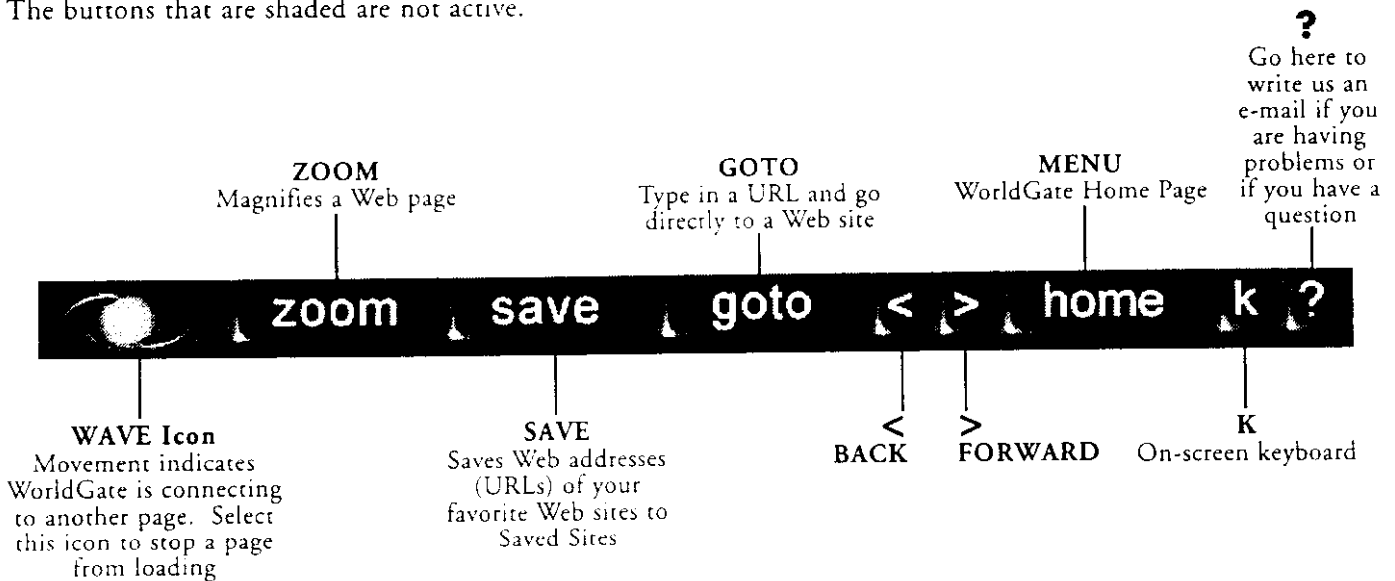 The buttons that are shaded are not active.
?
Go here to
write us an
e-mail if you
are having
problems or
if you have a
question
ZOOM
Magnifies a Web page
GOTO
Type in a URL and go
directly to a Web site
MENU
WorldGate Home Page
zoom save goto < > home k ?
WAVE Icon
Movement indicates
WorldGate is connecting
to another page. Select
this icon to stop a page
from loading
SAVE
Saves Web addresses
(URLs) of your
favorite Web sites to
Saved Sites
<
BACK
>
FORWARD
K
On-screen keyboard